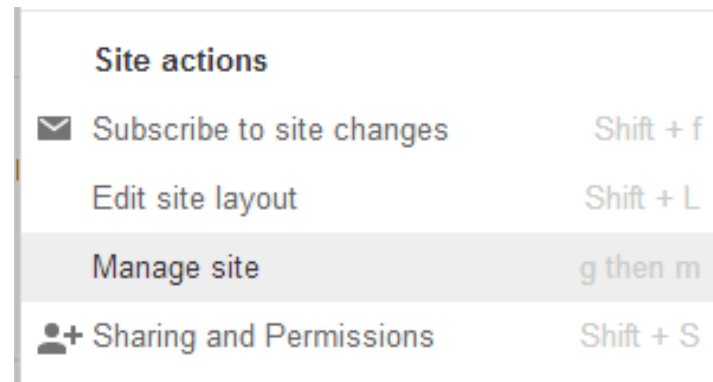 Site actions
Subscribe to site changes Shift + f
Edit site layout Shift + L
Manage site g then m
Sharing and Permissions Shift + S